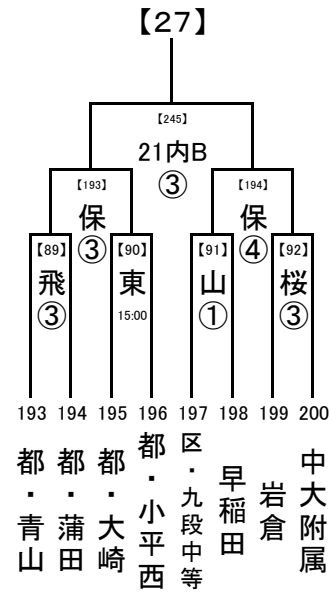 【27】
【245】
21内B
③
【193】
保
③
【194】
保
④
【89】
飛
③
【90】
東
15:00
【91】
山
①
【92】
桜
③
193 194 195 196 197 198 199 200
都・青山
都・蒲田
都・大崎
都・小平西
区・九段中等
早稲田
岩倉
中大附属